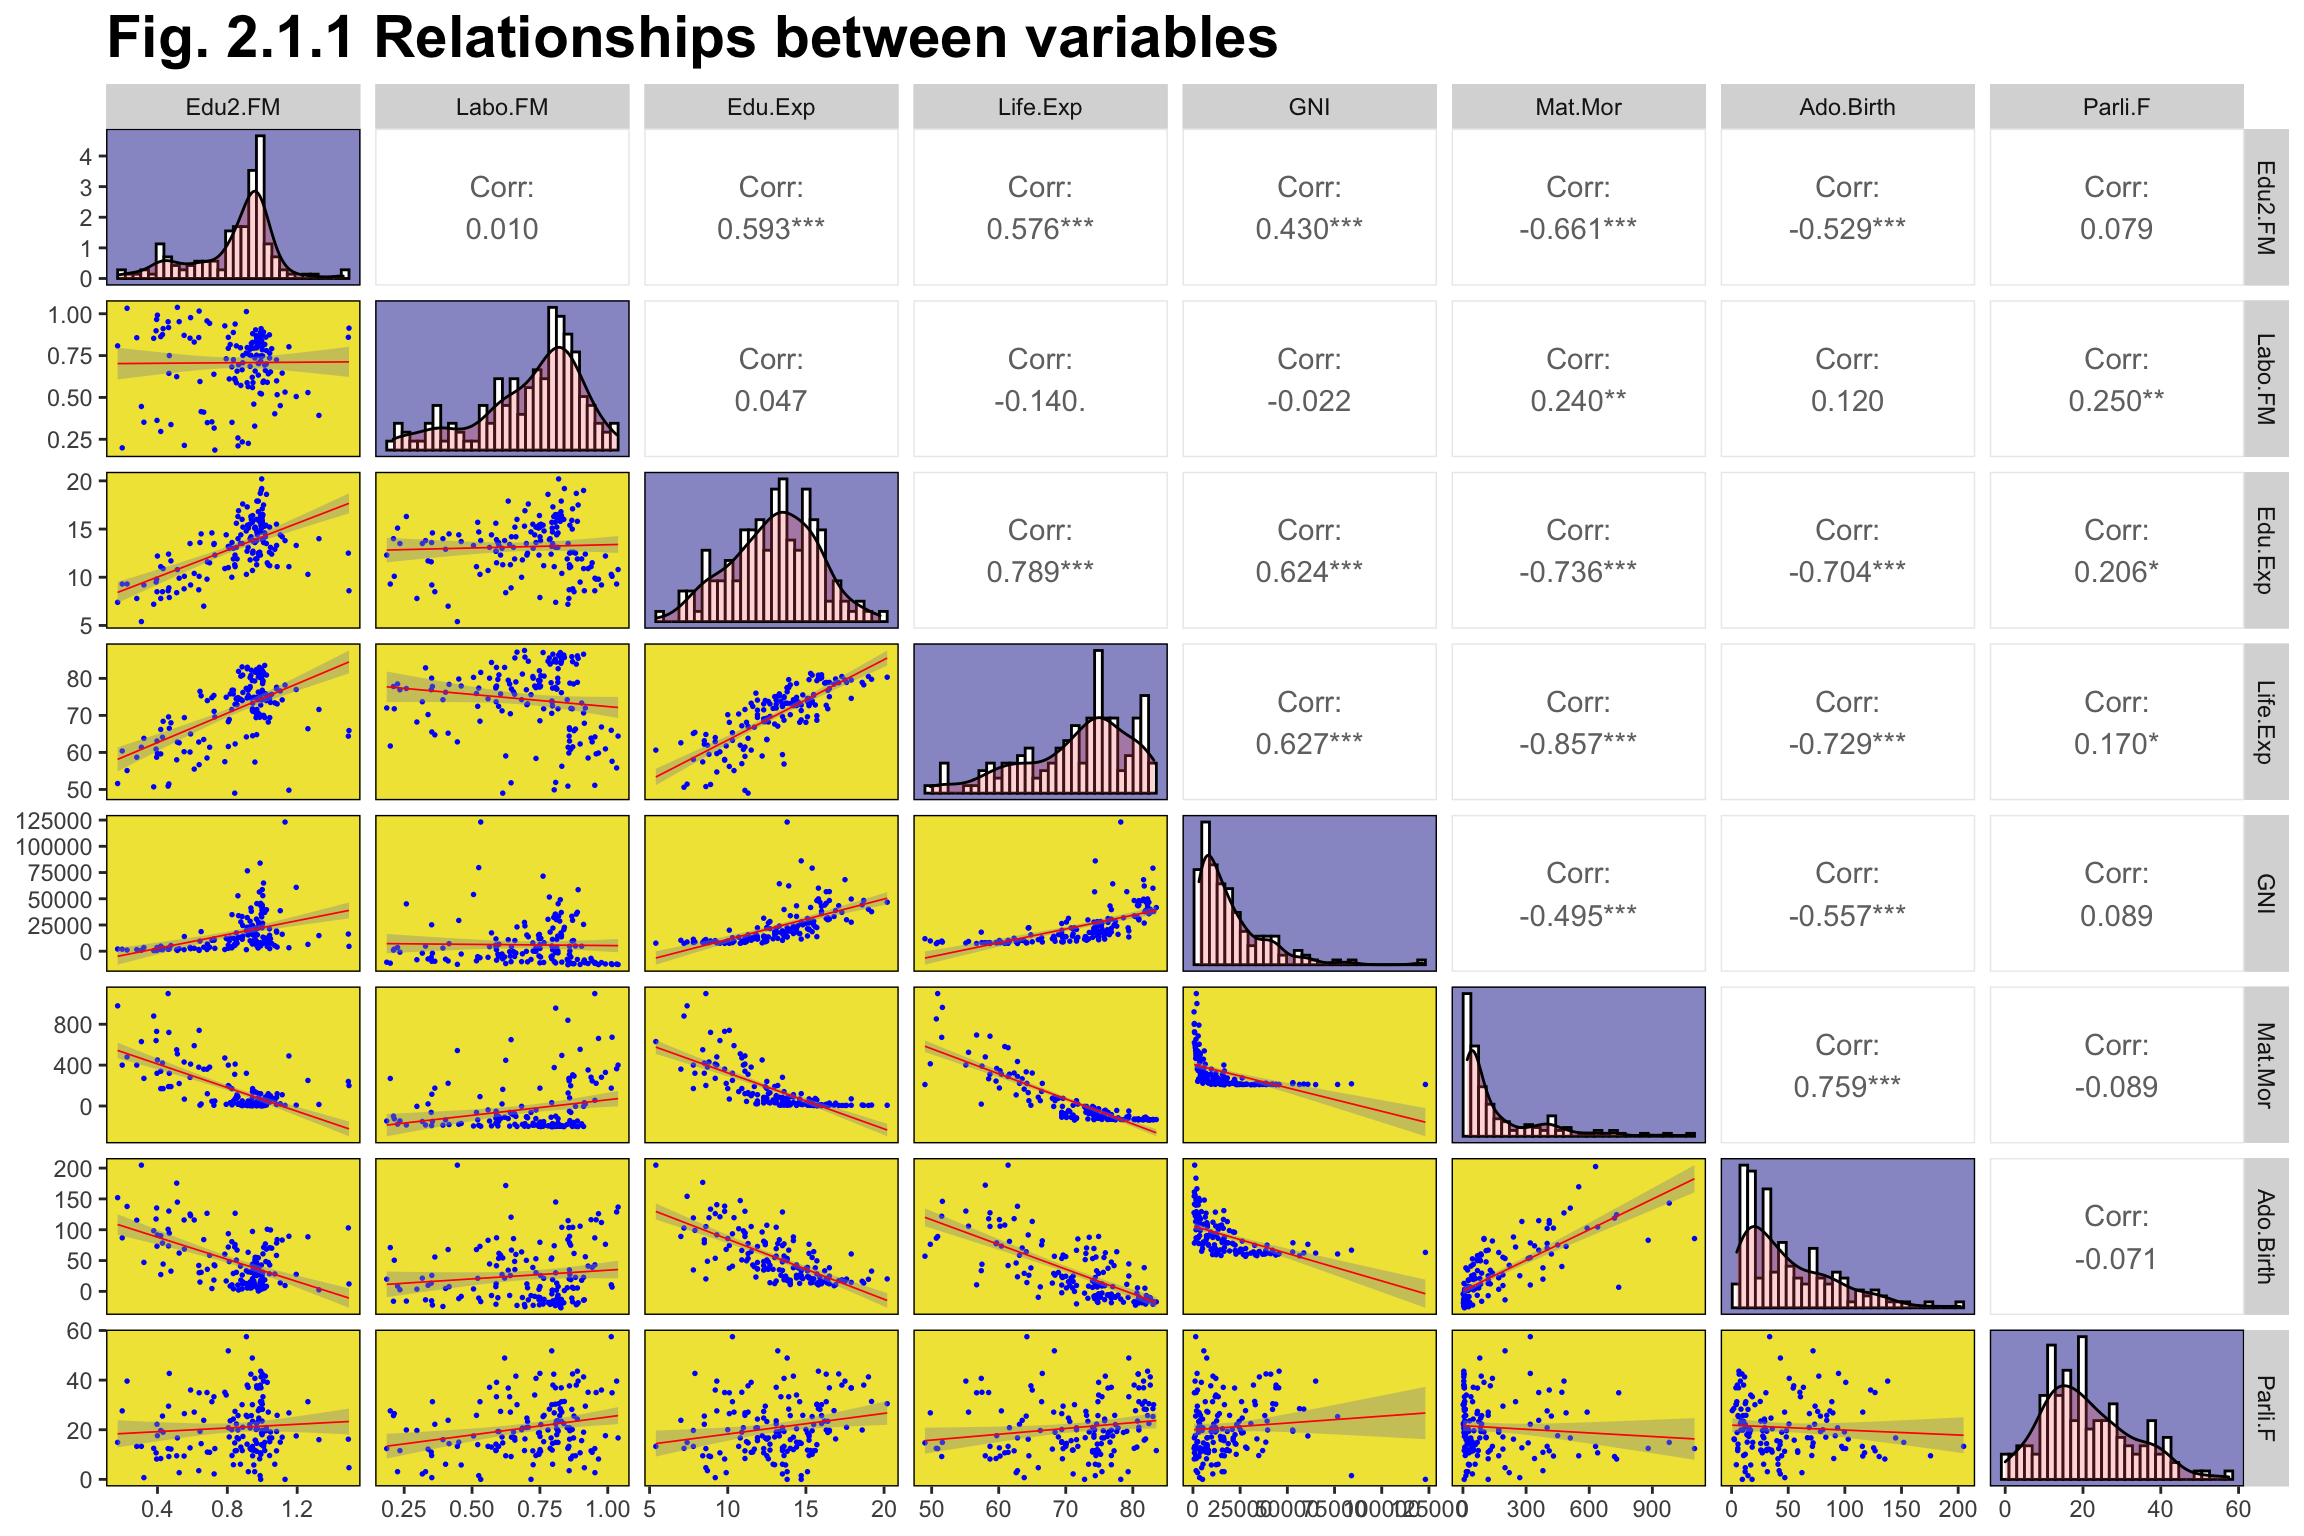 Fig. 2.1.1 Relationships between variables
Edu2.FM Labo.FM Edu.Exp Life.Exp GNI Mat.Mor Ado.Birth Parli.F
4
3
2
1
0
Corr: Corr: Corr: Corr: Corr: Corr: Corr:
0.010 0.593*** 0.576*** 0.430*** -0.661*** -0.529*** 0.079
Edu2.FM
1.00
0.75
0.50
0.25
Corr: Corr: Corr: Corr: Corr: Corr:
0.047 -0.140. -0.022 0.240** 0.120 0.250**
Labo.FM
20
15
10
5
Corr: Corr: Corr: Corr: Corr:
0.789*** 0.624*** -0.736*** -0.704*** 0.206*
Edu.Exp
80
70
60
50
Corr: Corr: Corr: Corr:
0.627*** -0.857*** -0.729*** 0.170*
Life.Exp
125000
100000
75000
50000
25000
0
Corr: Corr: Corr:
-0.495*** -0.557*** 0.089
GNI
800
400
0
Corr: Corr:
0.759*** -0.089
Mat.Mor
200
150
100
50
0
Corr:
-0.071
Ado.Birth
60
40
20
0
Parli.F
0.4 0.8 1.2 0.25 0.50 0.75 1.00 5 10 15 20 50 60 70 80 0 25000 50000 75000 100000 125000 0 300 600 900 0 50 100 150 200 0 20 40 60